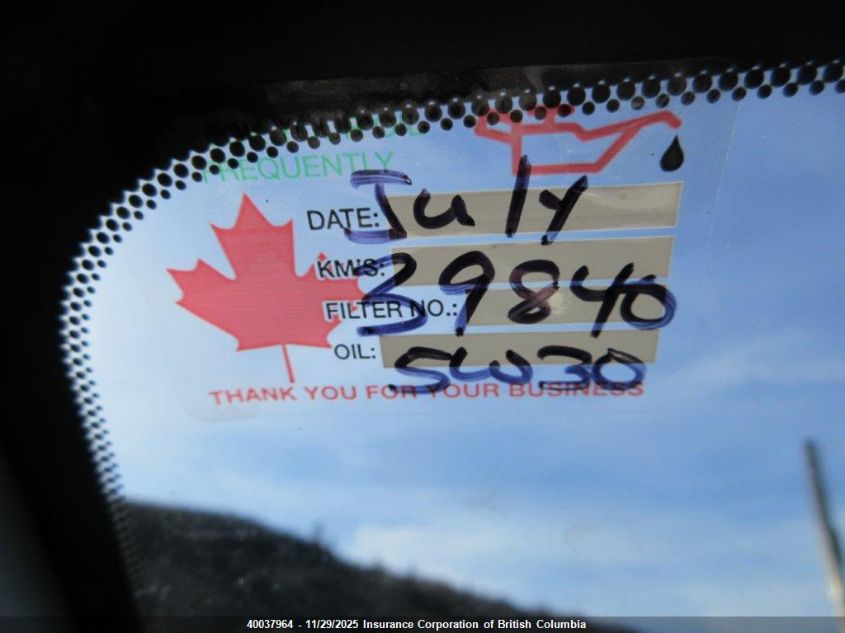 FREQUENTLY
DATE: July
KM'S: 39840
FILTER NO.:
OIL: 5W30
THANK YOU FOR YOUR BUSINESS
40037964 - 11/29/2025 Insurance Corporation of British Columbia